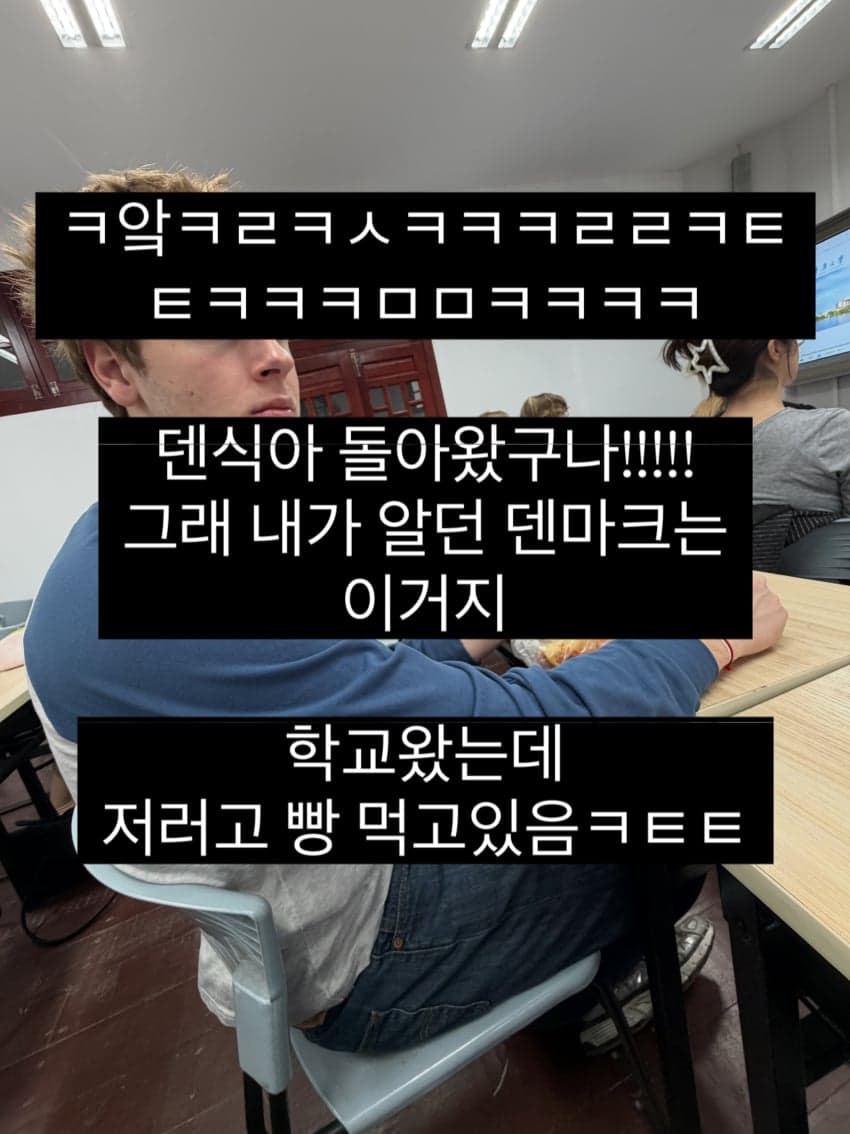 ㅋ앜ㅋㄹㅋㅅㅋㅋㅋㄹㄹㅋㅌ
ㅌㅋㅋㅋㅁㅁㅋㅋㅋㅋ
덴식아 돌아왔구나!!!!!
그래 내가 알던 덴마크는
이거지
학교왔는데
저러고 빵 먹고있음ㅋㅌㅌ